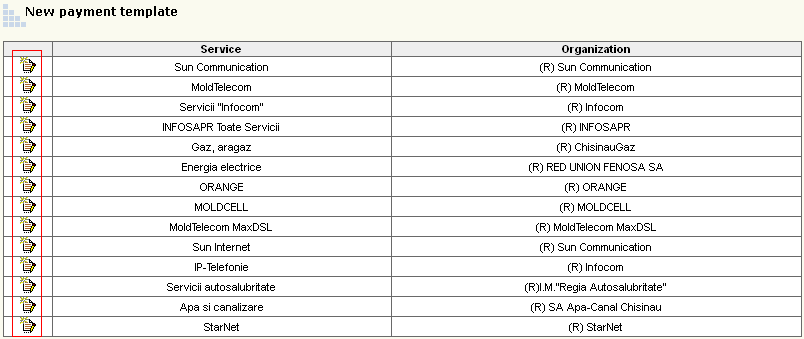 New payment template
Service Organization
Sun Communication (R) Sun Communication
MoldTelecom (R) MoldTelecom
Servicii "Infocom" (R) Infocom
INFOSAPR Toate Servicii (R) INFOSAPR
Gaz, aragaz (R) ChisinauGaz
Energia electrice (R) RED UNION FENOSA SA
ORANGE (R) ORANGE
MOLDCELL (R) MOLDCELL
MoldTelecom MaxDSL (R) MoldTelecom MaxDSL
Sun Internet (R) Sun Communication
IP-Telefonie (R) Infocom
Servicii autosalubritate (R)I.M."Regia Autosalubritate"
Apa si canalizare (R) SA Apa-Canal Chisinau
StarNet (R) StarNet